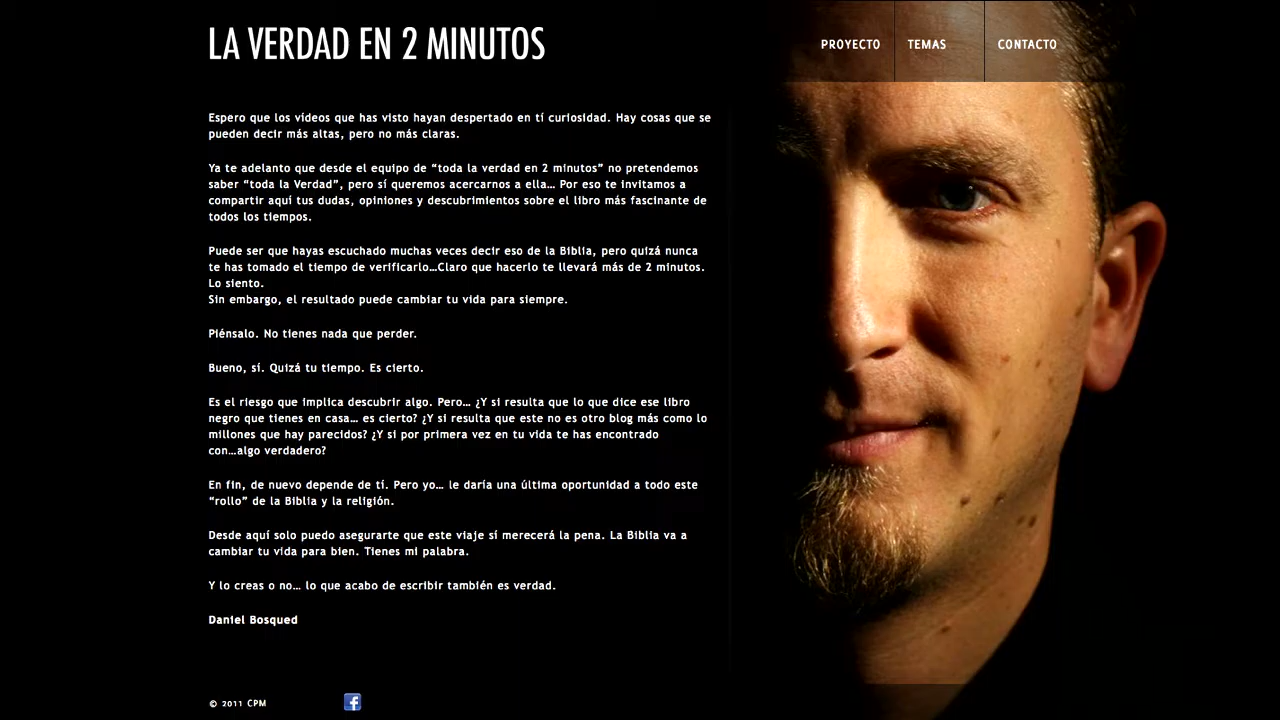 LA VERDAD EN 2 MINUTOS
PROYECTO
TEMAS
CONTACTO
Espero que los vídeos que has visto hayan despertado en tí curiosidad. Hay cosas que se
pueden decir más altas, pero no más claras.
Ya te adelanto que desde el equipo de “toda la verdad en 2 minutos” no pretendemos
saber “toda la Verdad”, pero sí queremos acercarnos a ella… Por eso te invitamos a
compartir aqui tus dudas, opiniones y descubrimientos sobre el libro más fascinante de
todos los tiempos.
Puede ser que hayas escuchado muchas veces decir eso de la Biblia, pero quizá nunca
te has tomado el tiempo de verificarlo…Claro que hacerlo te llevará más de 2 minutos.
Lo siento.
Sin embargo, el resultado puede cambiar tu vida para siempre.
Piénsalo. No tienes nada que perder.
Bueno, sí. Quizá tu tiempo. Es cierto.
Es el riesgo que implica descubrir algo. Pero… ¿Y si resulta que lo que dice ese libro
negro que tienes en casa… es cierto? ¿Y si resulta que este no es otro blog más como lo
millones que hay parecidos? ¿Y si por primera vez en tu vida te has encontrado
con…algo verdadero?
En fin, de nuevo depende de tí. Pero yo… le daría una última oportunidad a todo este
“rollo” de la Biblia y la religión.
Desde aquí solo puedo asegurarte que este viaje sí merecerá la pena. La Biblia va a
cambiar tu vida para bien. Tienes mi palabra.
Y lo creas o no… lo que acabo de escribir también es verdad.
Daniel Bosqued
© 2011 CPM
f